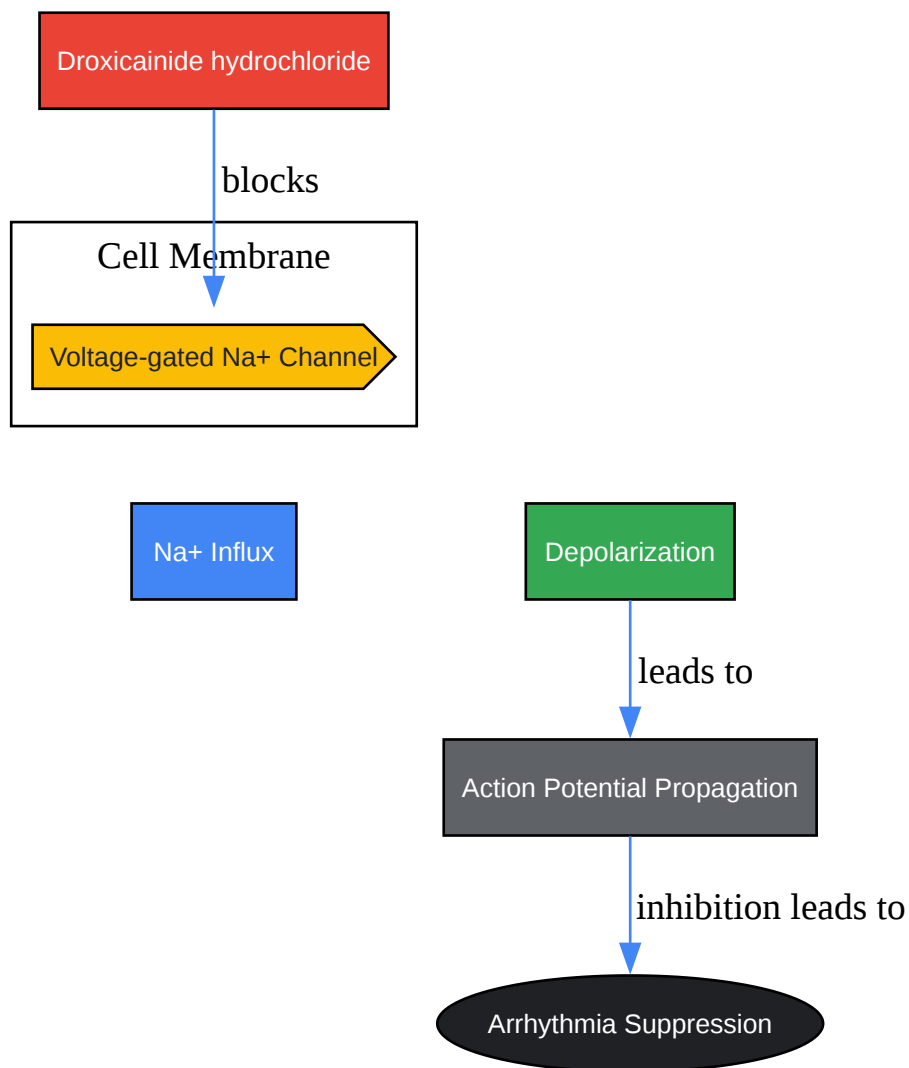 Droxicainide hydrochloride
blocks
Cell Membrane
Voltage-gated Na+ Channel
Na+ Influx
Depolarization
leads to
Action Potential Propagation
inhibition leads to
Arrhythmia Suppression